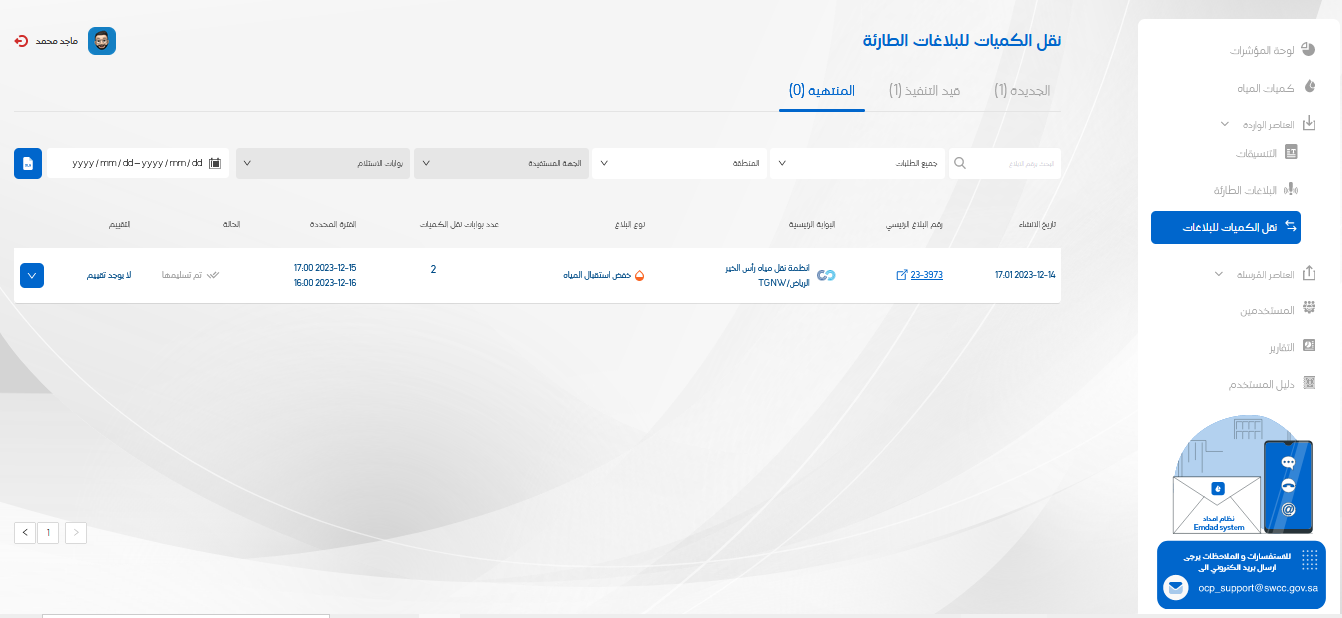 ماجد محمد
نقل الكميات للبلاغات الطارئة
الجديدة (1)
قيد التنفيذ (1)
المنتهية (0)
البحث برقم البلاغ
جميع الطلبات
المنطقة
الجهة المستفيدة
بوابات الاستلام
yyyy/mm/dd – yyyy/mm/dd
تاريخ الانشاء
رقم البلاغ الرئيسي
البوابة الرئيسية
نوع البلاغ
عدد بوابات نقل الكميات
الفترة المحددة
الحالة
التقييم
2023-12-14 17:01
23-3973
انظمة نقل مياه رأس الخير
الرياض/TGNW
خفض استقبال المياه
2
2023-12-15 17:00
2023-12-16 16:00
تم تسليمها
لا يوجد تقييم
1
لوحة المؤشرات
كميات المياه
العناصر الواردة
التنسيقات
البلاغات الطارئة
نقل الكميات للبلاغات
العناصر المُرسلة
المستخدمين
التقارير
دليل المستخدم
نظام امداد
Emdad system
للاستفسارات و الملاحظات يرجى
ارسال بريد الكتروني الى
ocp_support@swcc.gov.sa